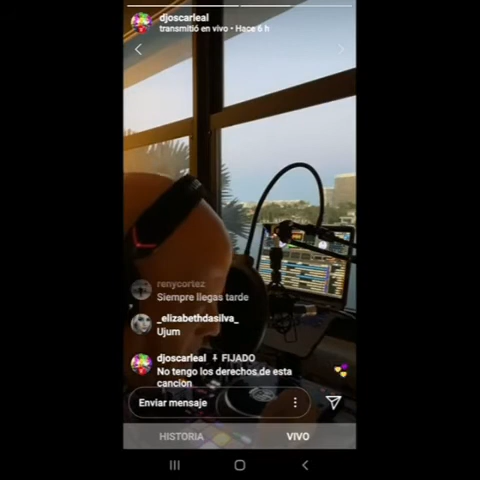 djoscarleal
transmitió en vivo • Hace 6 h
renycortez
Siempre llegas tarde
_elizabethdasilva_
Ujum
djoscarleal FIJADO
No tengo los derechos de esta
canción
Enviar mensaje
HISTORIA VIVO